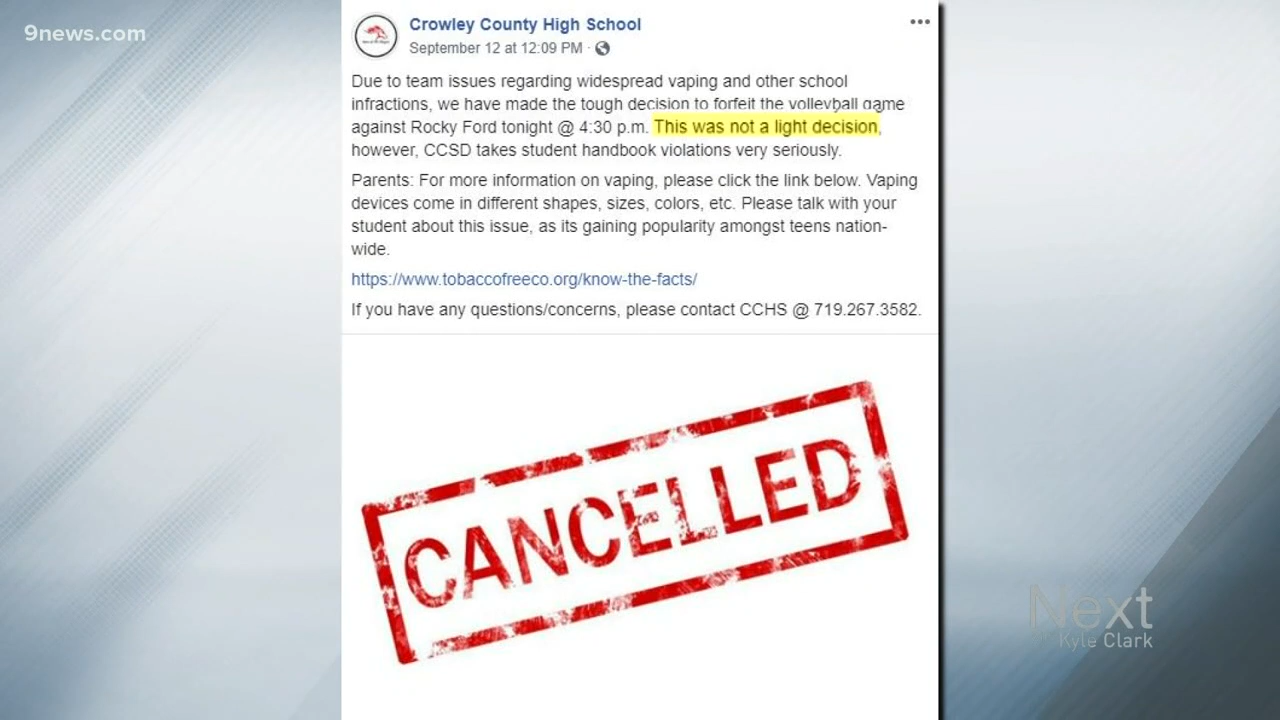 9news.com
Crowley County High School
September 12 at 12:09 PM ·
Due to team issues regarding widespread vaping and other school
infractions, we have made the tough decision to forfeit the volleyball game
against Rocky Ford tonight @ 4:30 p.m. This was not a light decision,
however, CCSD takes student handbook violations very seriously.
Parents: For more information on vaping, please click the link below. Vaping
devices come in different shapes, sizes, colors, etc. Please talk with your
student about this issue, as its gaining popularity amongst teens nation-
wide.
https://www.tobaccofreeco.org/know-the-facts/
If you have any questions/concerns, please contact CCHS @ 719.267.3582.
CANCELLED
Next
Kyle Clark